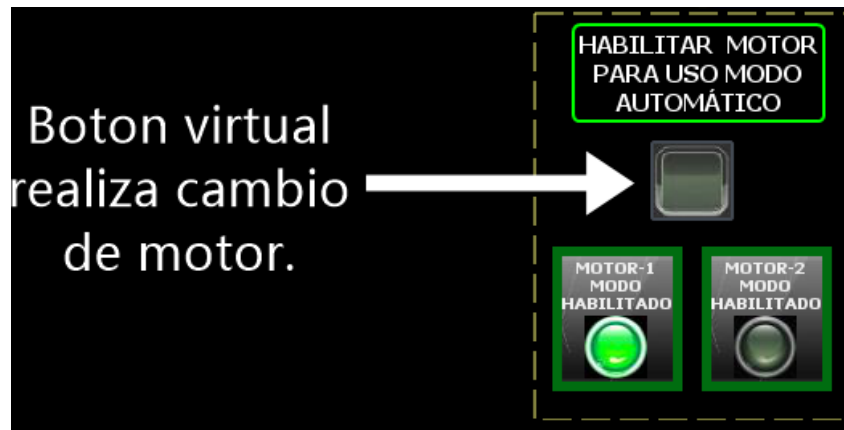 Boton virtual
realiza cambio
de motor.
HABILITAR MOTOR
PARA USO MODO
AUTOMÁTICO
MOTOR-1
MODO
HABILITADO
MOTOR-2
MODO
HABILITADO